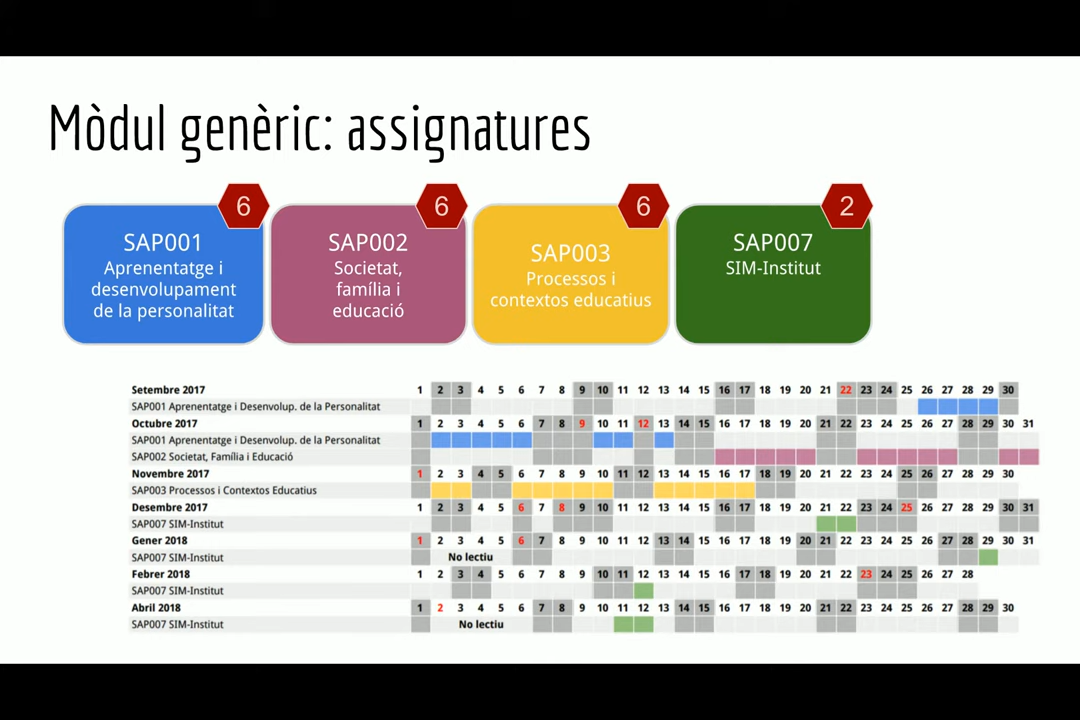 Mòdul genèric: assignatures
6
SAP001
Aprenentatge i
desenvolupament
de la personalitat
6
SAP002
Societat,
família i
educació
6
SAP003
Processos i
contextos educatius
2
SAP007
SIM-Institut
Setembre 2017 1 2 3 4 5 6 7 8 9 10 11 12 13 14 15 16 17 18 19 20 21 22 23 24 25 26 27 28 29 30
SAP001 Aprenentatge i Desenvolup. de la Personalitat
Octubre 2017 1 2 3 4 5 6 7 8 9 10 11 12 13 14 15 16 17 18 19 20 21 22 23 24 25 26 27 28 29 30 31
SAP001 Aprenentatge i Desenvolup. de la Personalitat
SAP002 Societat, Família i Educació
Novembre 2017 1 2 3 4 5 6 7 8 9 10 11 12 13 14 15 16 17 18 19 20 21 22 23 24 25 26 27 28 29 30
SAP003 Processos i Contextos Educatius
Desembre 2017 1 2 3 4 5 6 7 8 9 10 11 12 13 14 15 16 17 18 19 20 21 22 23 24 25 26 27 28 29 30 31
SAP007 SIM-Institut
Gener 2018 1 2 3 4 5 6 7 8 9 10 11 12 13 14 15 16 17 18 19 20 21 22 23 24 25 26 27 28 29 30 31
SAP007 SIM-Institut No lectiu
Febrer 2018 1 2 3 4 5 6 7 8 9 10 11 12 13 14 15 16 17 18 19 20 21 22 23 24 25 26 27 28
SAP007 SIM-Institut
Abril 2018 1 2 3 4 5 6 7 8 9 10 11 12 13 14 15 16 17 18 19 20 21 22 23 24 25 26 27 28 29 30
SAP007 SIM-Institut No lectiu